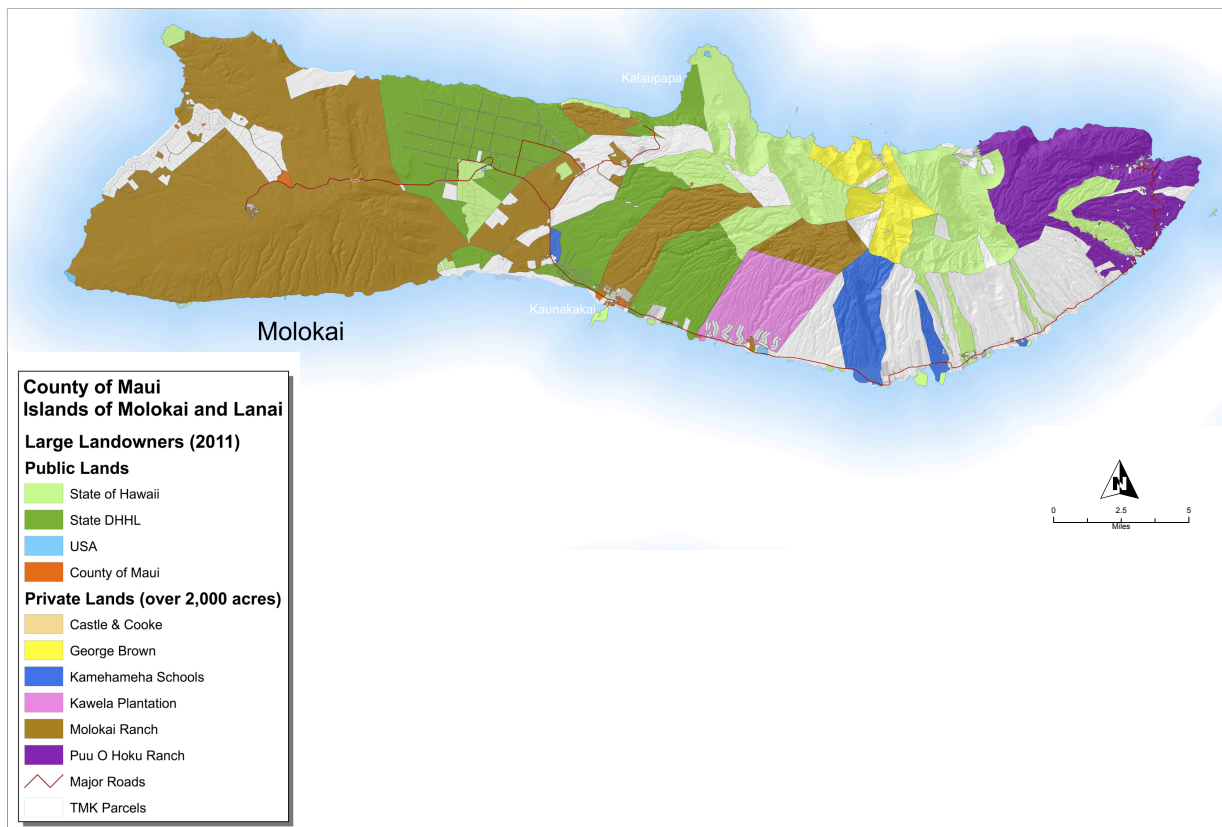 Kalaupapa
Kaunakakai
Molokai
County of Maui
Islands of Molokai and Lanai
Large Landowners (2011)
Public Lands
State of Hawaii
State DHHL
USA
County of Maui
Private Lands (over 2,000 acres)
Castle & Cooke
George Brown
Kamehameha Schools
Kawela Plantation
Molokai Ranch
Puu O Hoku Ranch
Major Roads
TMK Parcels
N
0 2.5 5
Miles